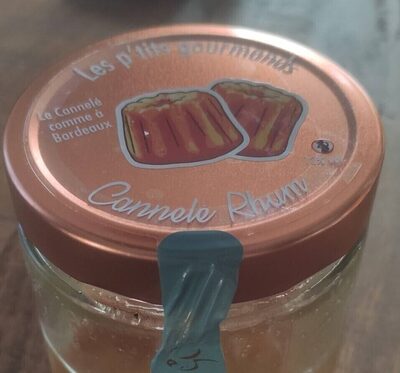 Les p'tits gourmands
Le Cannelé
comme à
Bordeaux
Cannelé Rhum